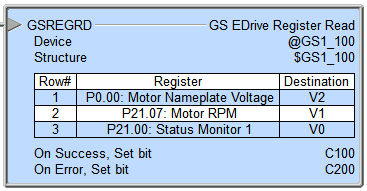 GSREGRD GS EDrive Register Read
Device @GS1_100
Structure $GS1_100
Row# Register Destination
1 P0.00: Motor Nameplate Voltage V2
2 P21.07: Motor RPM V1
3 P21.00: Status Monitor 1 V0
On Success, Set bit C100
On Error, Set bit C200